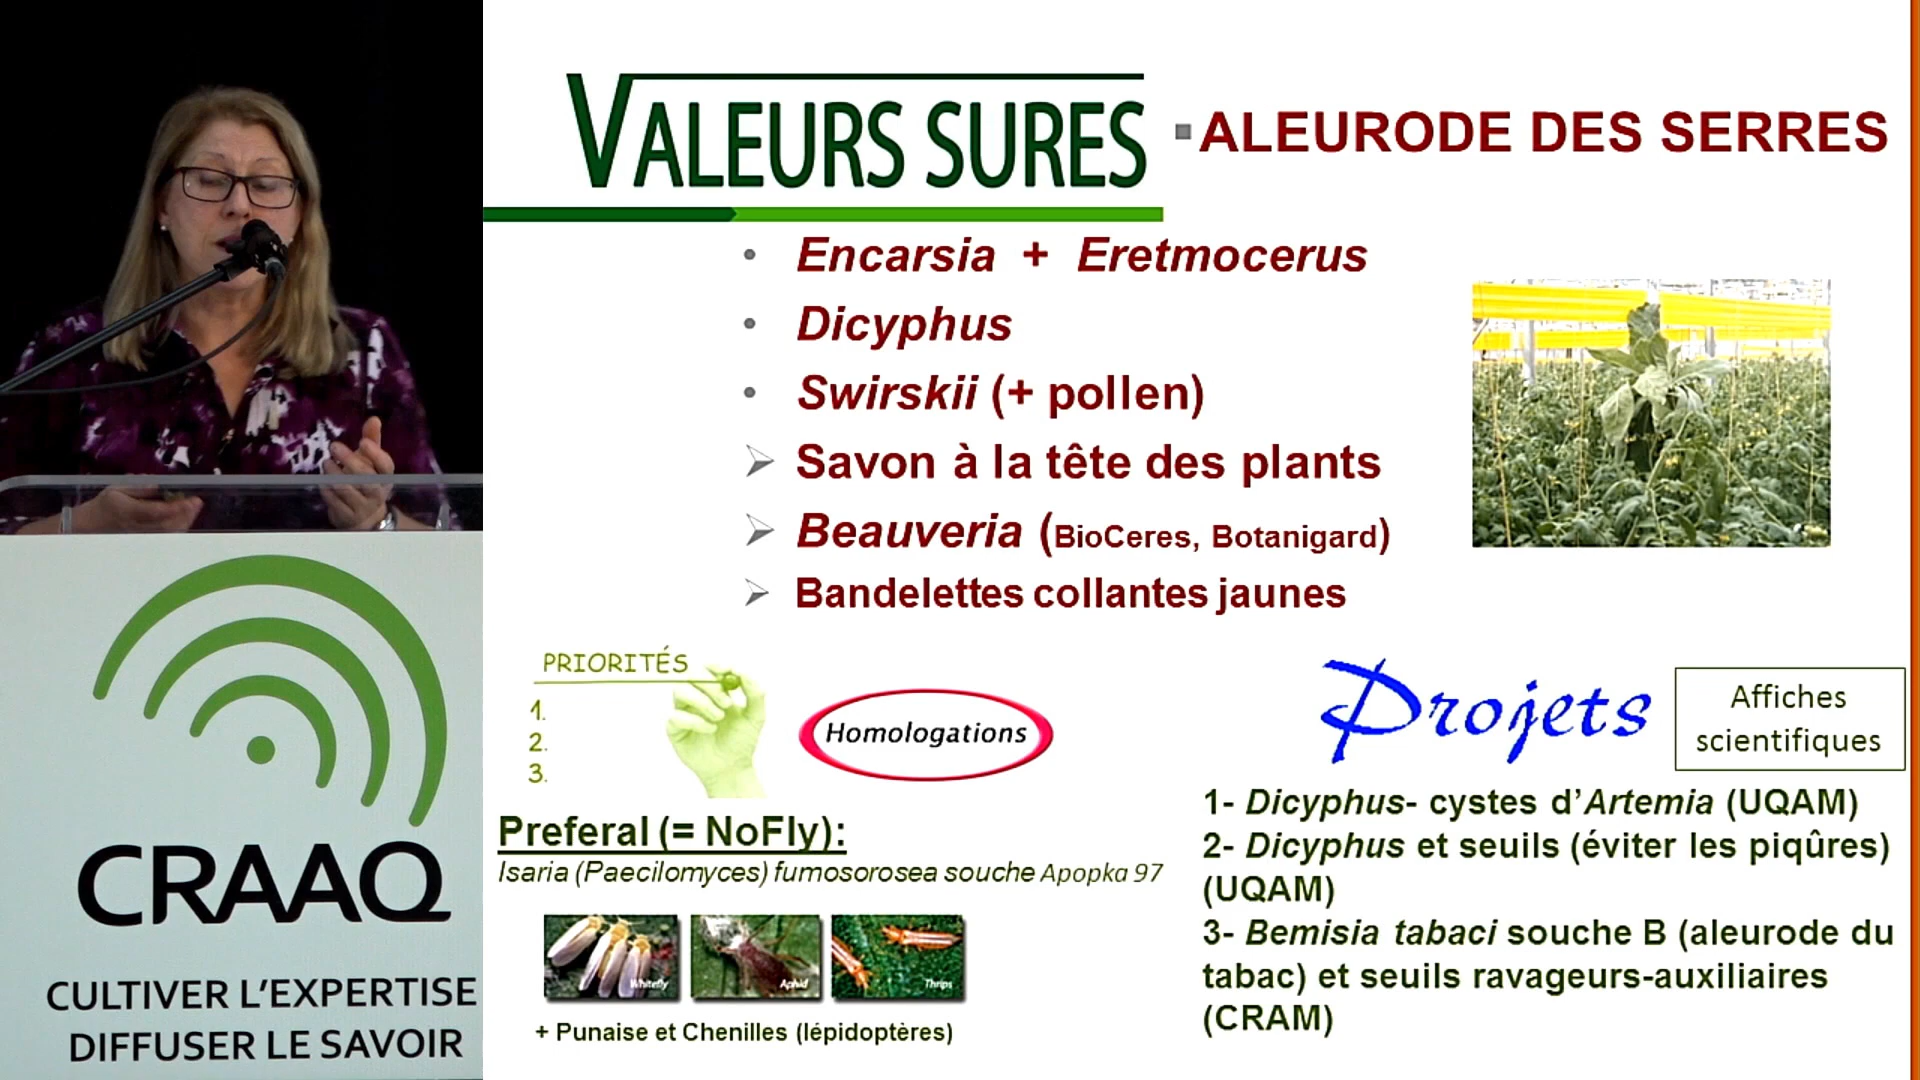 VALEURS SURES
▪ALEURODE DES SERRES
• Encarsia + Eretmocerus
• Dicyphus
• Swirskii (+ pollen)
➢ Savon à la tête des plants
➢ Beauveria (BioCeres, Botanigard)
➢ Bandelettes collantes jaunes
PRIORITÉS
1.
2.
3.
Homologations
Preferal (= NoFly):
Isaria (Paecilomyces) fumosorosea souche Apopka 97
Whitefly
Aphid
Thrips
+ Punaise et Chenilles (lépidoptères)
Projets
Affiches
scientifiques
1- Dicyphus- cystes d’Artemia (UQAM)
2- Dicyphus et seuils (éviter les piqûres)
(UQAM)
3- Bemisia tabaci souche B (aleurode du
tabac) et seuils ravageurs-auxiliaires
(CRAM)
CRAAQ
CULTIVER L’EXPERTISE
DIFFUSER LE SAVOIR